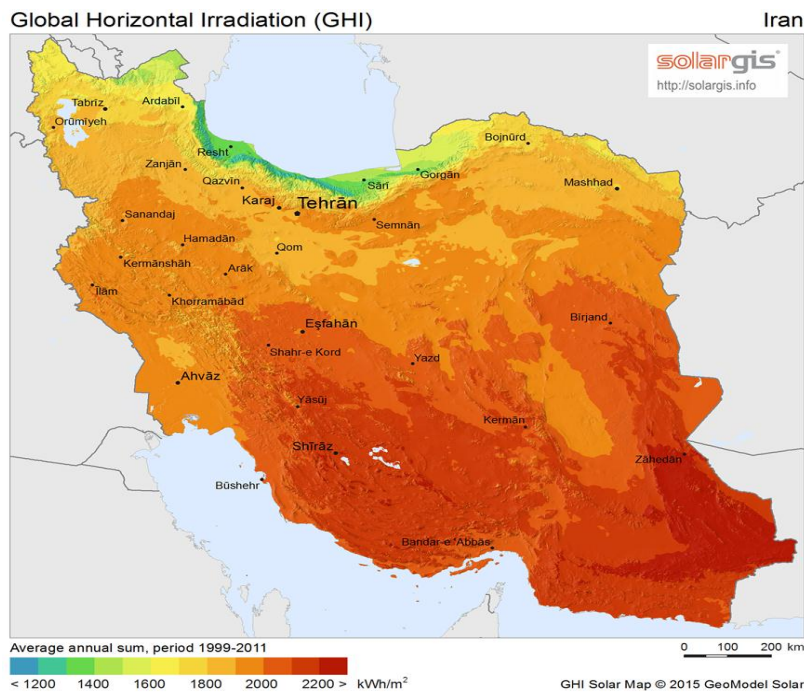 Global Horizontal Irradiation (GHI)
Iran
solargis
http://solargis.info
Tabrīz
Ardabīl
Orūmīyeh
Resht
Bojnūrd
Zanjān
Qazvīn
Sārī
Gorgān
Mashhad
Karaj
Tehrān
Sanandaj
Semnān
Hamadān
Qom
Kermānshāh
Arāk
Īlām
Khorramābād
Eşfahān
Bīrjand
Shahr-e Kord
Yazd
Ahvāz
Yāsūj
Kermān
Shīrāz
Zāhedān
Būshehr
Bandar-e 'Abbās
Average annual sum, period 1999-2011
0 100 200 km
< 1200 1400 1600 1800 2000 2200 > kWh/m²
GHI Solar Map © 2015 GeoModel Solar